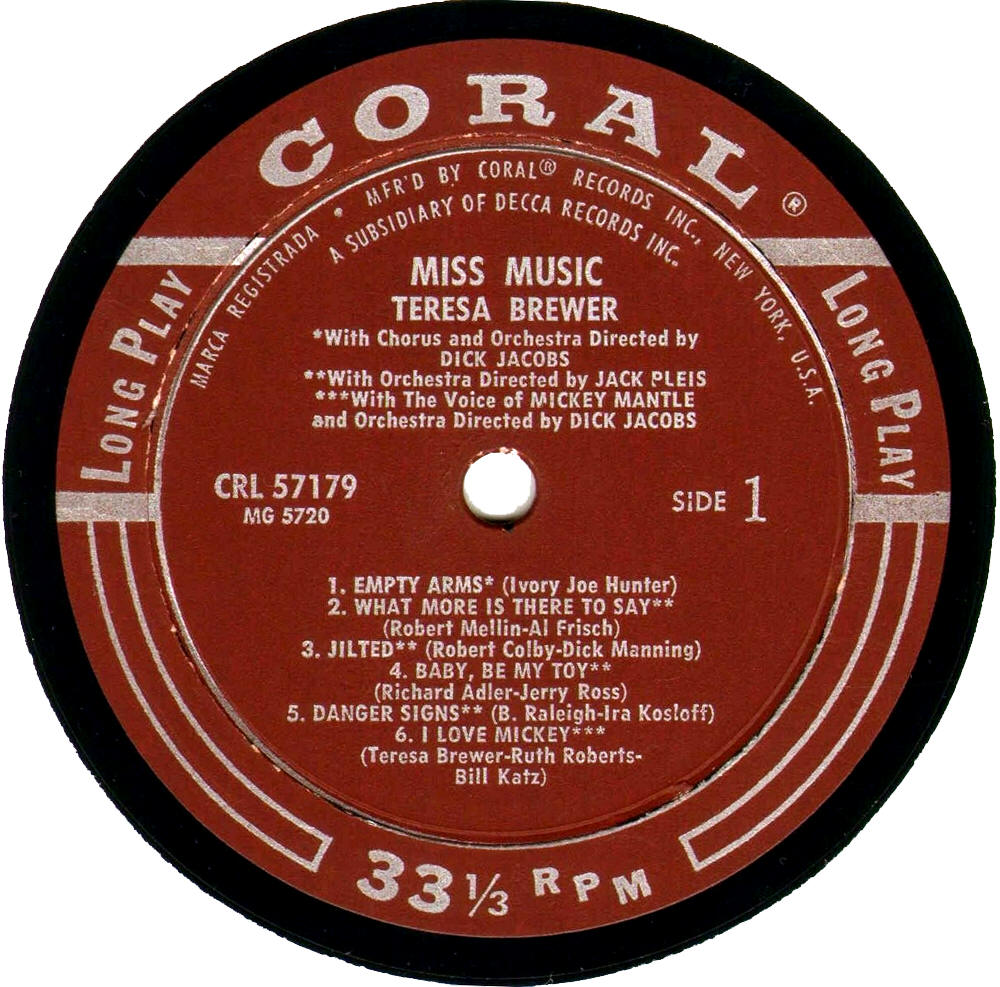 CORAL®
MARCA REGISTRADA • MFR'D BY CORAL® RECORDS INC., NEW YORK, U.S.A.
A SUBSIDIARY OF DECCA RECORDS INC.
LONG PLAY
LONG PLAY
MISS MUSIC
TERESA BREWER
*With Chorus and Orchestra Directed by
DICK JACOBS
**With Orchestra Directed by JACK PLEIS
***With The Voice of MICKEY MANTLE
and Orchestra Directed by DICK JACOBS
CRL 57179
MG 5720
SIDE 1
1. EMPTY ARMS* (Ivory Joe Hunter)
2. WHAT MORE IS THERE TO SAY**
(Robert Mellin-Al Frisch)
3. JILTED** (Robert Colby-Dick Manning)
4. BABY, BE MY TOY**
(Richard Adler-Jerry Ross)
5. DANGER SIGNS** (B. Raleigh-Ira Kosloff)
6. I LOVE MICKEY***
(Teresa Brewer-Ruth Roberts-
Bill Katz)
33⅓ RPM